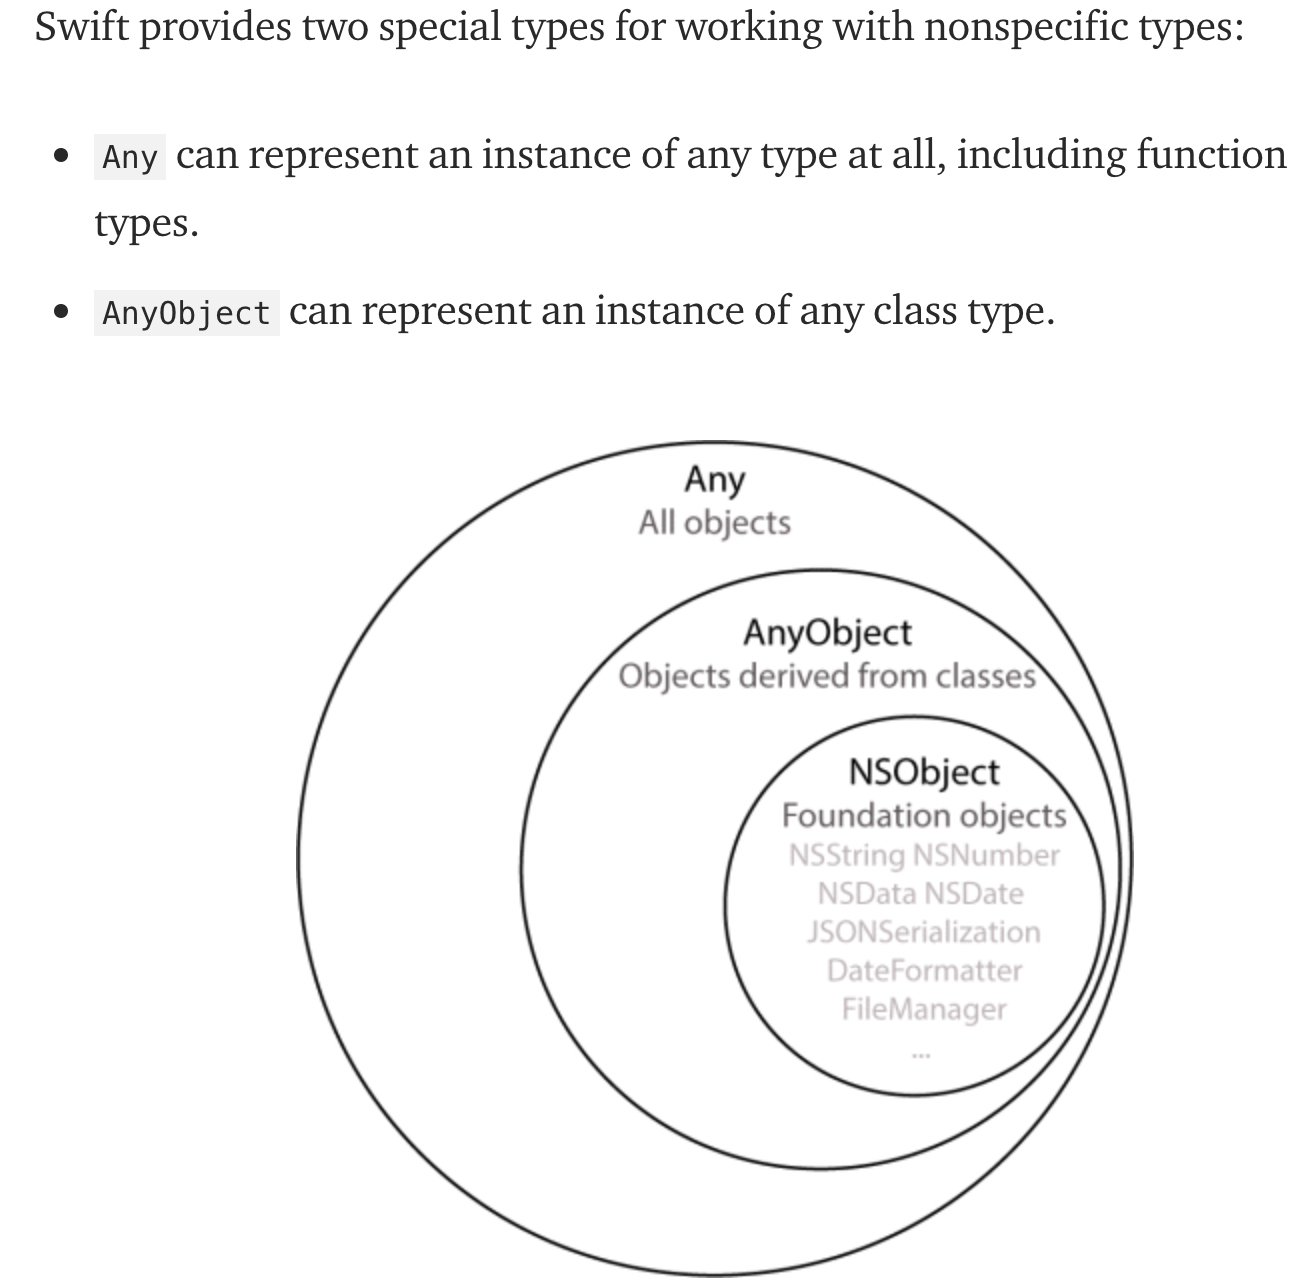 Swift provides two special types for working with nonspecific types:
• Any can represent an instance of any type at all, including function
types.
• AnyObject can represent an instance of any class type.
Any
All objects
AnyObject
Objects derived from classes
NSObject
Foundation objects
NSString NSNumber
NSData NSDate
JSONSerialization
DateFormatter
FileManager
...